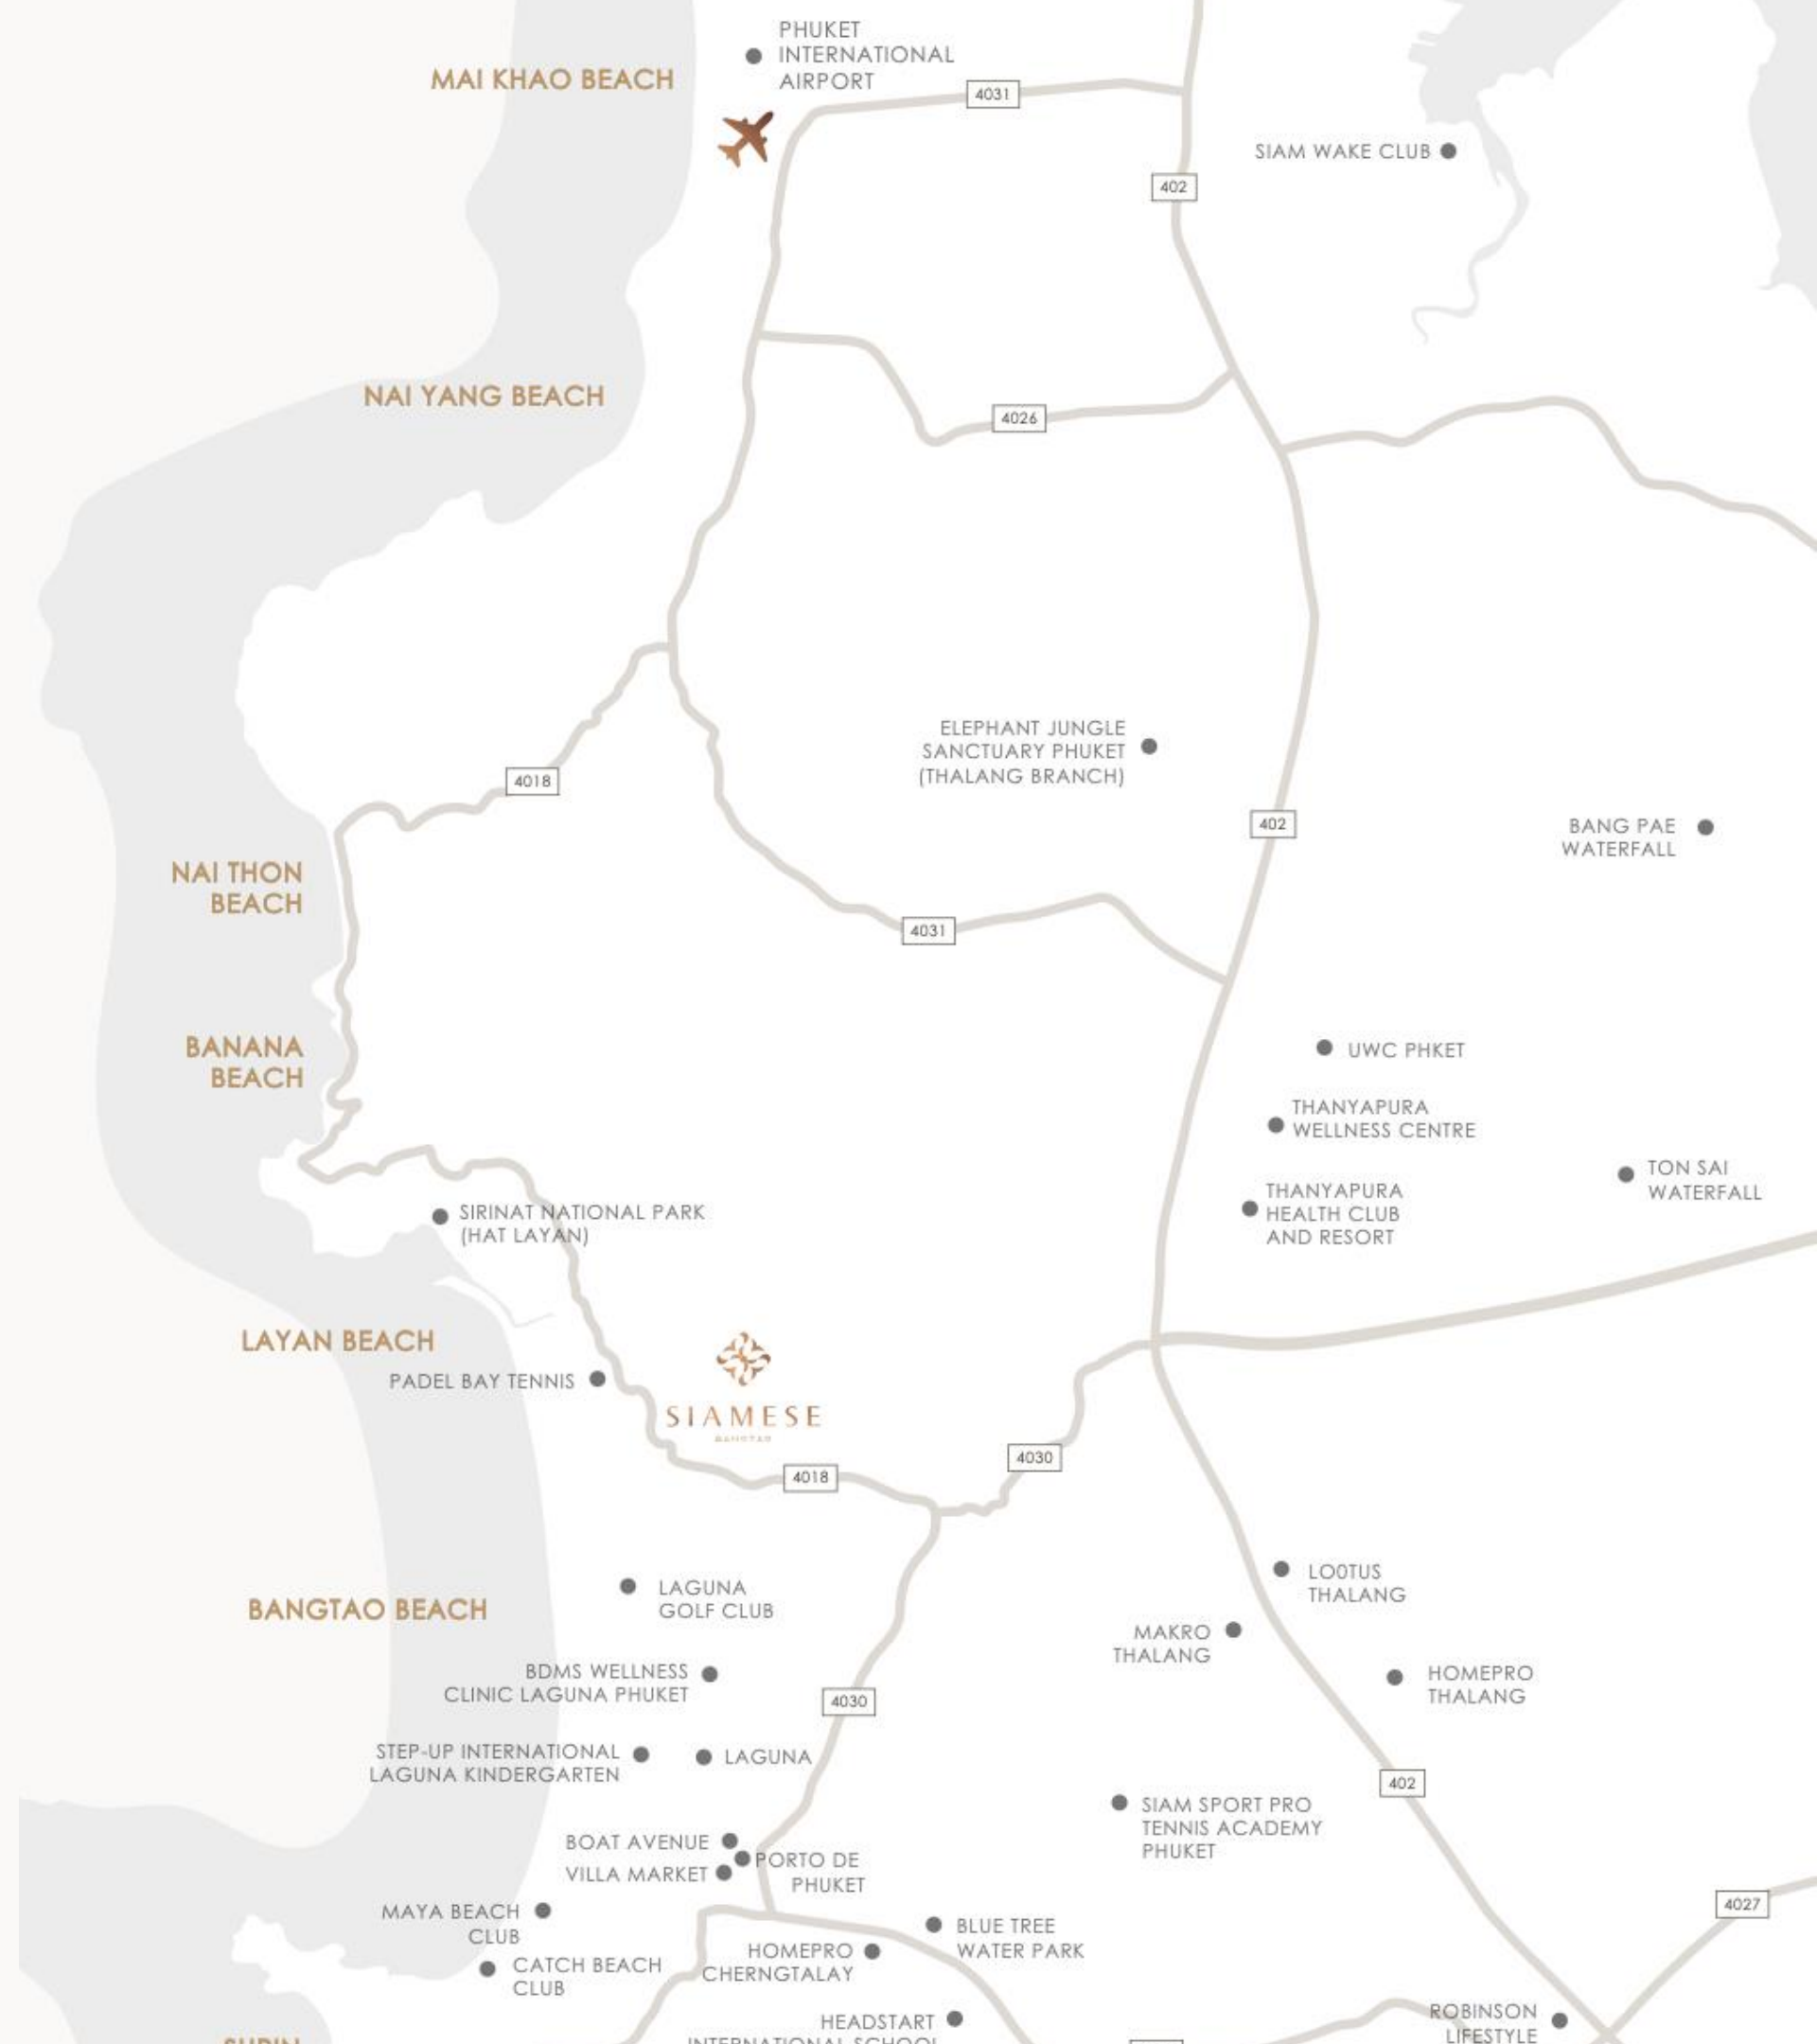 PHUKET
INTERNATIONAL
AIRPORT
MAI KHAO BEACH
4031
SIAM WAKE CLUB
402
NAI YANG BEACH
4026
ELEPHANT JUNGLE
SANCTUARY PHUKET
(THALANG BRANCH)
4018
402
BANG PAE
WATERFALL
NAI THON
BEACH
4031
BANANA
BEACH
UWC PHKET
THANYAPURA
WELLNESS CENTRE
TON SAI
WATERFALL
THANYAPURA
HEALTH CLUB
AND RESORT
SIRINAT NATIONAL PARK
(HAT LAYAN)
LAYAN BEACH
PADEL BAY TENNIS
SIAMESE
BANGTAO
4030
4018
LOOTUS
THALANG
LAGUNA
GOLF CLUB
BANGTAO BEACH
MAKRO
THALANG
BDMS WELLNESS
CLINIC LAGUNA PHUKET
HOMEPRO
THALANG
4030
STEP-UP INTERNATIONAL
LAGUNA KINDERGARTEN
LAGUNA
402
SIAM SPORT PRO
TENNIS ACADEMY
PHUKET
BOAT AVENUE
VILLA MARKET
PORTO DE
PHUKET
4027
MAYA BEACH
CLUB
BLUE TREE
WATER PARK
HOMEPRO
CHERNGTALAY
CATCH BEACH
CLUB
HEADSTART
INTERNATIONAL SCHOOL
ROBINSON
LIFESTYLE
SURIN